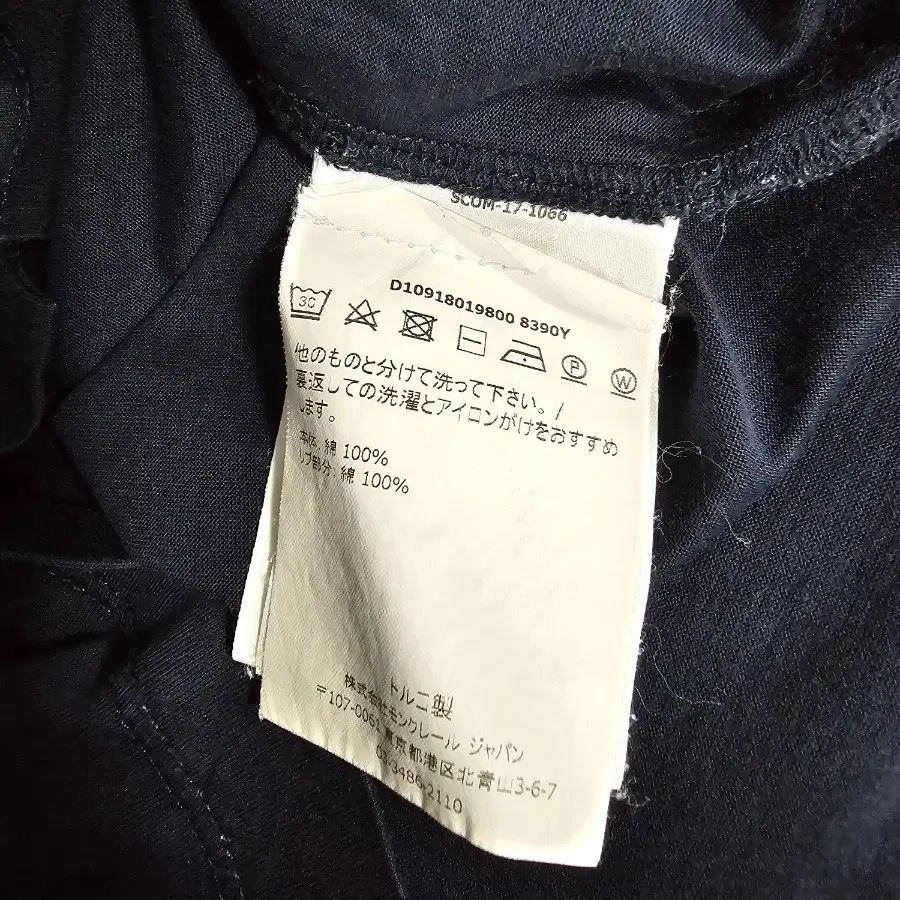 SCOM-17-1066
D10918019800 8390Y
30
P
W
他のものと分けて洗って下さい。/
裏返しての洗濯とアイロンがけをおすすめ
します。
本体: 綿 100%
リブ部分: 綿 100%
トルコ製
株式会社モンクレール ジャパン
〒107-0061 東京都港区北青山3-6-7
03-3486-2110